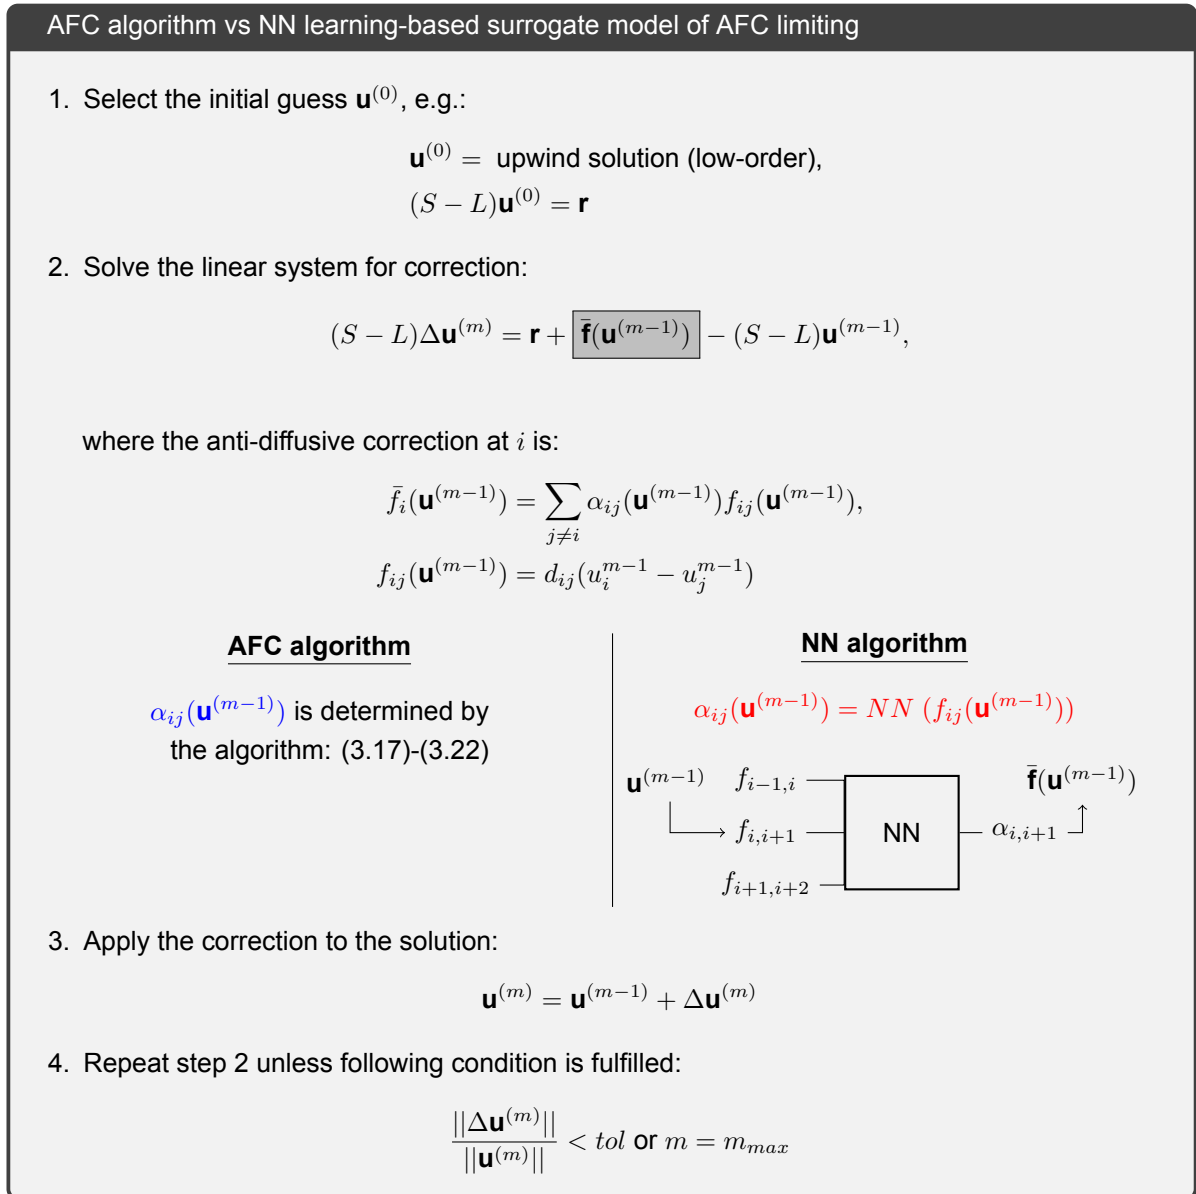 AFC algorithm vs NN learning-based surrogate model of AFC limiting
1. Select the initial guess u^(0), e.g.:
u^(0) = upwind solution (low-order),
(S − L)u^(0) = r
2. Solve the linear system for correction:
(S − L)Δu^(m) = r + f̄(u^(m−1)) − (S − L)u^(m−1),
where the anti-diffusive correction at i is:
f̄_i(u^(m−1)) = ∑_{j≠i} α_ij(u^(m−1)) f_ij(u^(m−1)),
f_ij(u^(m−1)) = d_ij(u_i^{m−1} − u_j^{m−1})
AFC algorithm
α_ij(u^(m−1)) is determined by
the algorithm: (3.17)-(3.22)
NN algorithm
α_ij(u^(m−1)) = NN (f_ij(u^(m−1)))
u^(m−1) f_{i−1,i} f̄(u^(m−1))
f_{i,i+1} NN α_{i,i+1}
f_{i+1,i+2}
3. Apply the correction to the solution:
u^(m) = u^(m−1) + Δu^(m)
4. Repeat step 2 unless following condition is fulfilled:
||Δu^(m)|| / ||u^(m)|| < tol or m = m_max